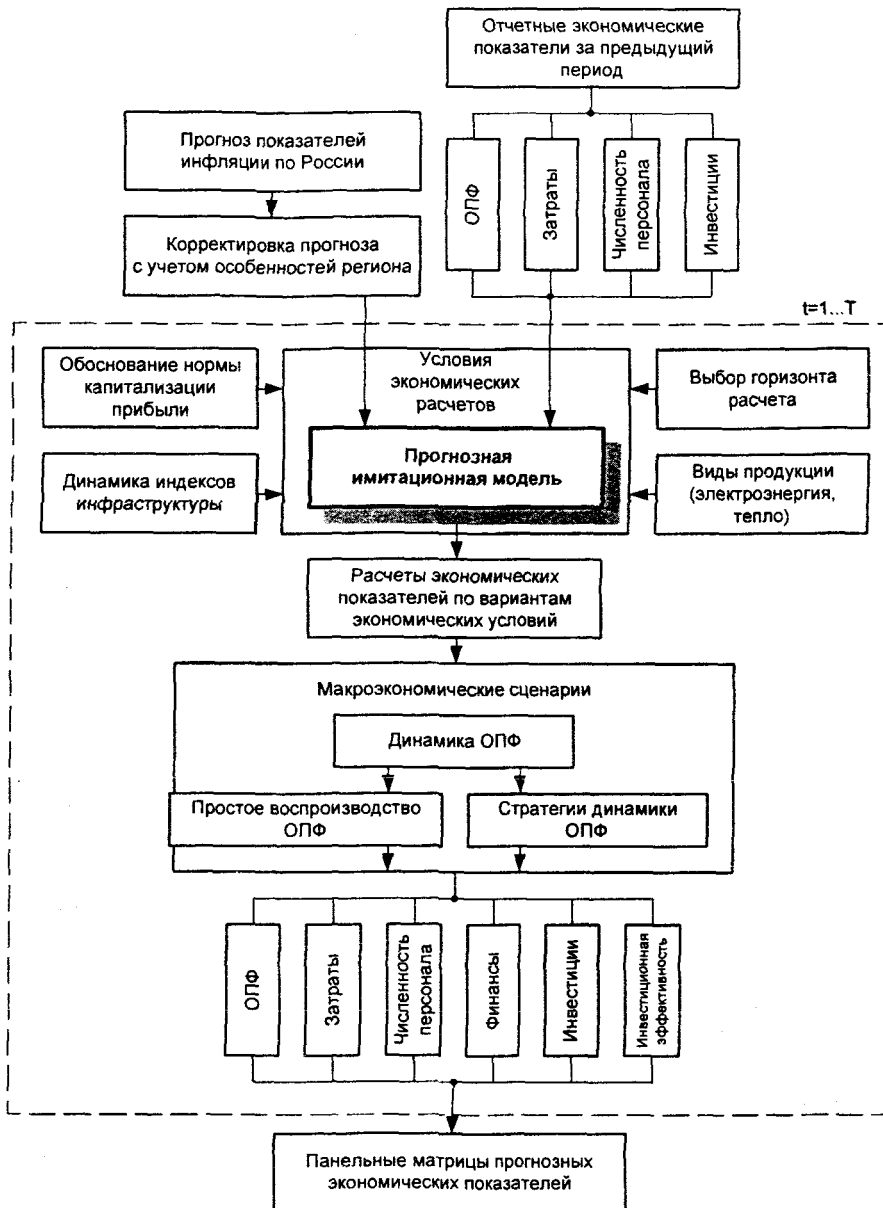 Отчетные экономические
показатели за предыдущий
период
Прогноз показателей
инфляции по России
Корректировка прогноза
с учетом особенностей региона
ОПФ
Затраты
Численность
персонала
Инвестиции
t=1...T
Обоснование нормы
капитализации
прибыли
Условия
экономических
расчетов
Выбор горизонта
расчета
Прогнозная
имитационная модель
Динамика индексов
инфраструктуры
Виды продукции
(электроэнергия,
тепло)
Расчеты экономических
показателей по вариантам
экономических условий
Макроэкономические сценарии
Динамика ОПФ
Простое воспроизводство
ОПФ
Стратегии динамики
ОПФ
ОПФ
Затраты
Численность
персонала
Финансы
Инвестиции
Инвестиционная
эффективность
Панельные матрицы прогнозных
экономических показателей